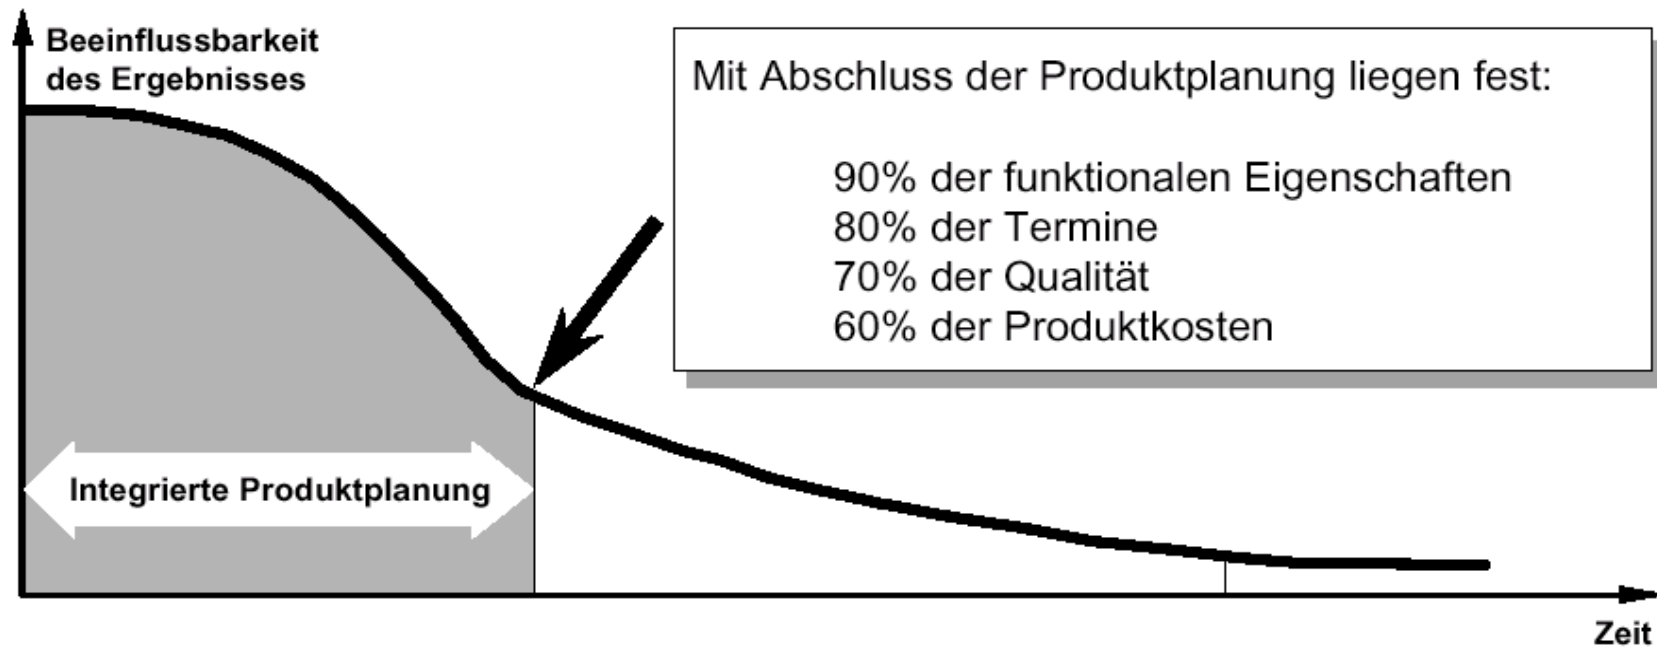 Beeinflussbarkeit
des Ergebnisses
Mit Abschluss der Produktplanung liegen fest:
90% der funktionalen Eigenschaften
80% der Termine
70% der Qualität
60% der Produktkosten
Integrierte Produktplanung
Zeit